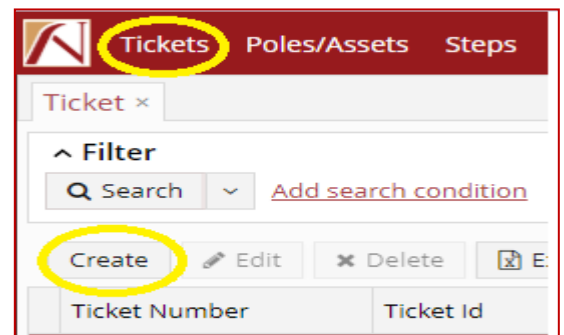 Tickets Poles/Assets Steps
Ticket ×
Filter
Search Add search condition
Create Edit Delete
Ticket Number Ticket Id